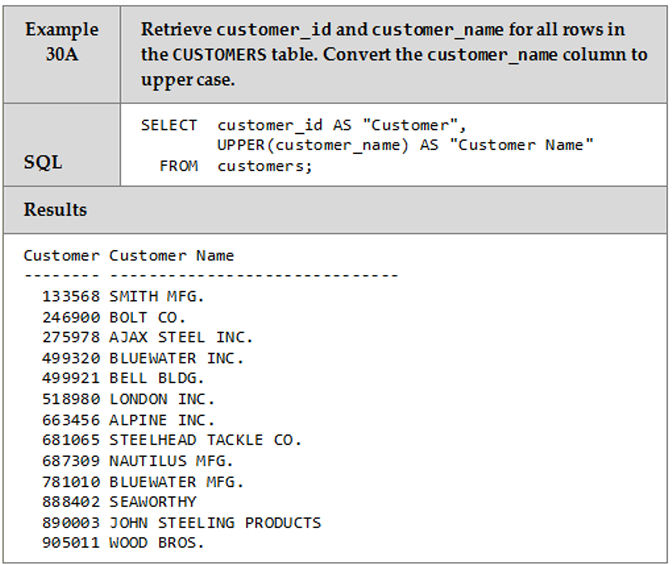 Example
30A
Retrieve customer_id and customer_name for all rows in
the CUSTOMERS table. Convert the customer_name column to
upper case.
SQL
SELECT  customer_id AS "Customer",
        UPPER(customer_name) AS "Customer Name"
  FROM  customers;
Results
Customer Customer Name
-------- ------------------------------
  133568 SMITH MFG.
  246900 BOLT CO.
  275978 AJAX STEEL INC.
  499320 BLUEWATER INC.
  499921 BELL BLDG.
  518980 LONDON INC.
  663456 ALPINE INC.
  681065 STEELHEAD TACKLE CO.
  687309 NAUTILUS MFG.
  781010 BLUEWATER MFG.
  888402 SEAWORTHY
  890003 JOHN STEELING PRODUCTS
  905011 WOOD BROS.